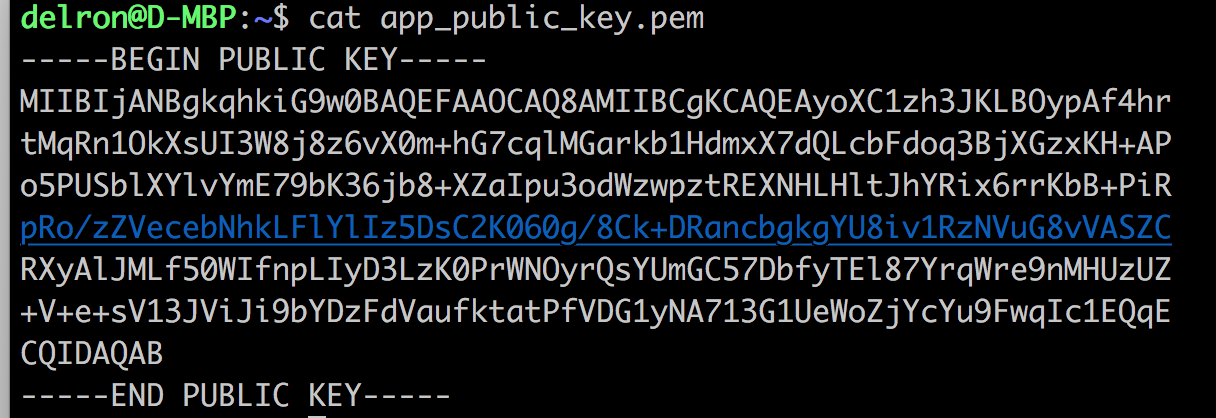 delron@D-MBP:~$ cat app_public_key.pem
-----BEGIN PUBLIC KEY-----
MIIBIjANBgkqhkiG9w0BAQEFAAOCAQ8AMIIBCgKCAQEAyoXC1zh3JKLBOypAf4hr
tMqRn1OkXsUI3W8j8z6vX0m+hG7cqlMGarkb1HdmxX7dQLcbFdoq3BjXGzxKH+AP
o5PUSblXYlvYmE79bK36jb8+XZaIpu3odWzwpztREXNHLHltJhYRix6rrKbB+PiR
pRo/zZVecebNhkLFlYlIz5DsC2K060g/8Ck+DRancbgkgYU8iv1RzNVuG8vVASZC
RXyAlJMLf50WIfnpLIyD3LzK0PrWNOyrQsYUmGC57DbfyTEl87YrqWre9nMHUzUZ
+V+e+sV13JViJi9bYDzFdVaufktatPfVDG1yNA713G1UeWoZjYcYu9FwqIc1EQqE
CQIDAQAB
-----END PUBLIC KEY-----